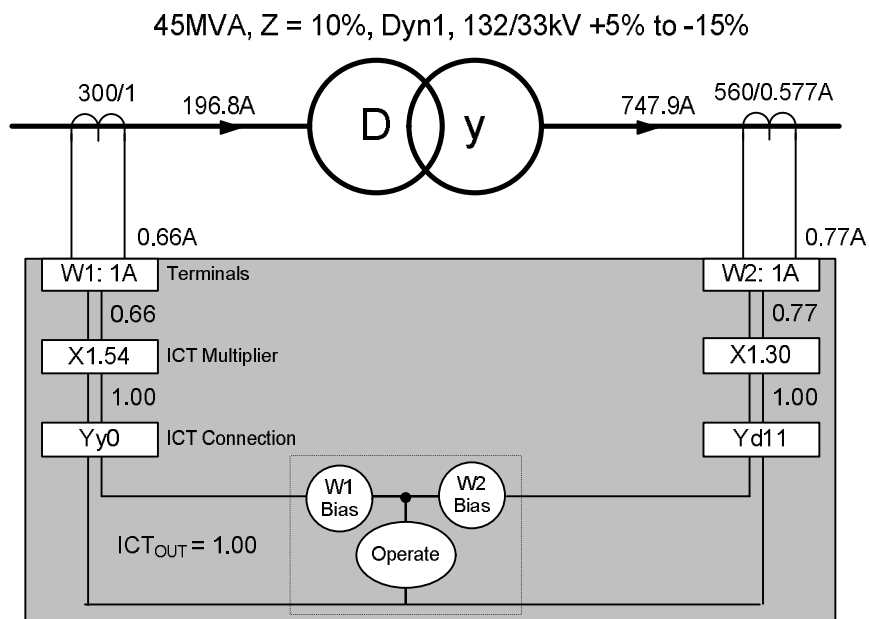 45MVA, Z = 10%, Dyn1, 132/33kV +5% to -15%
300/1
196.8A
D
y
747.9A
560/0.577A
0.66A
0.77A
W1: 1A
Terminals
W2: 1A
0.66
0.77
X1.54
ICT Multiplier
X1.30
1.00
1.00
Yy0
ICT Connection
Yd11
W1
Bias
W2
Bias
ICTOUT = 1.00
Operate